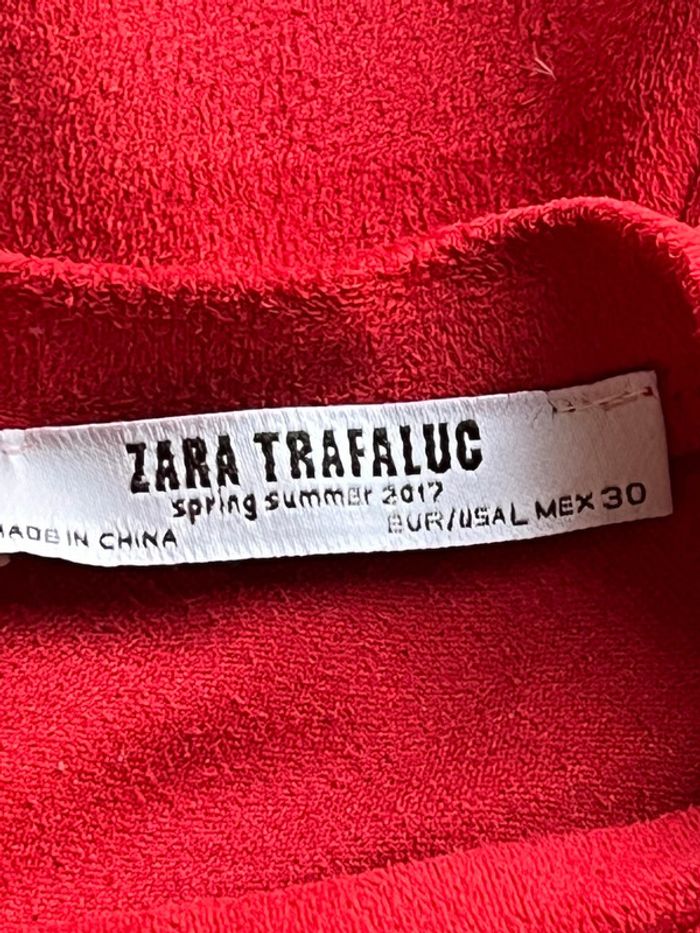 ZARA TRAFALUC
spring summer 2017
MADE IN CHINA
EUR/USA L MEX 30